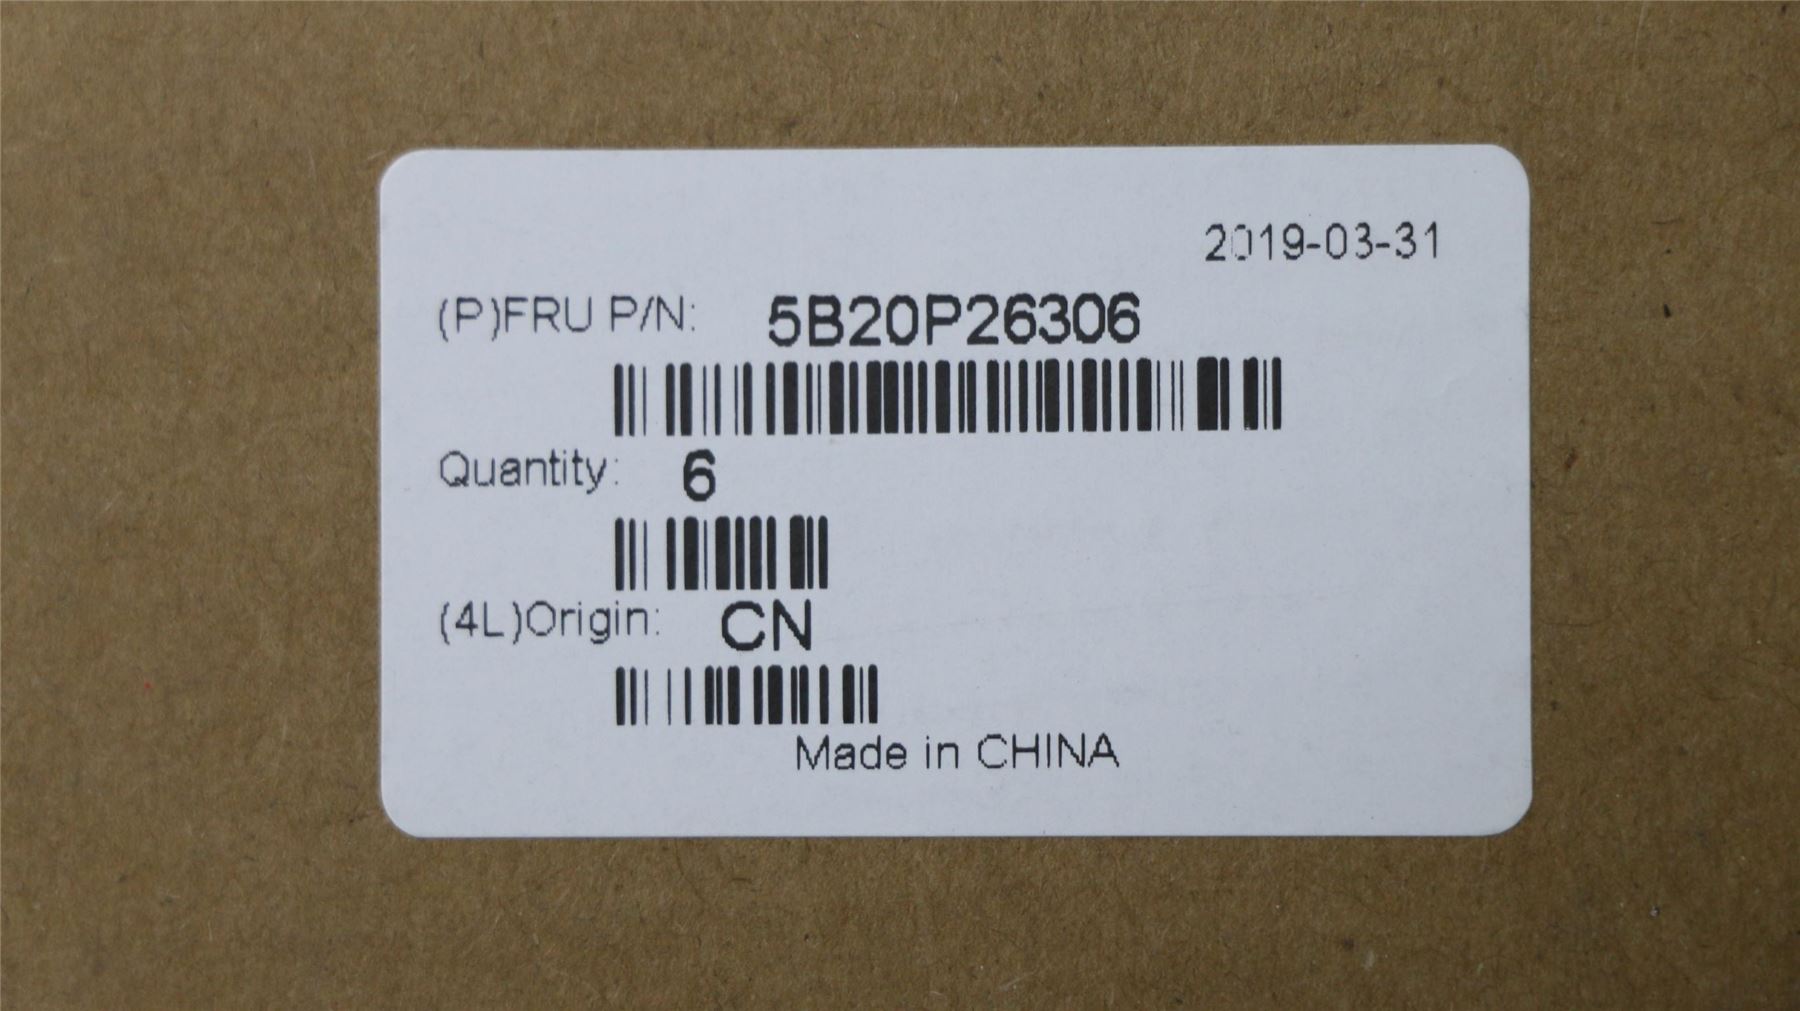 2019-03-31
(P)FRU P/N: 5B20P26306
Quantity: 6
(4L)Origin: CN
Made in CHINA